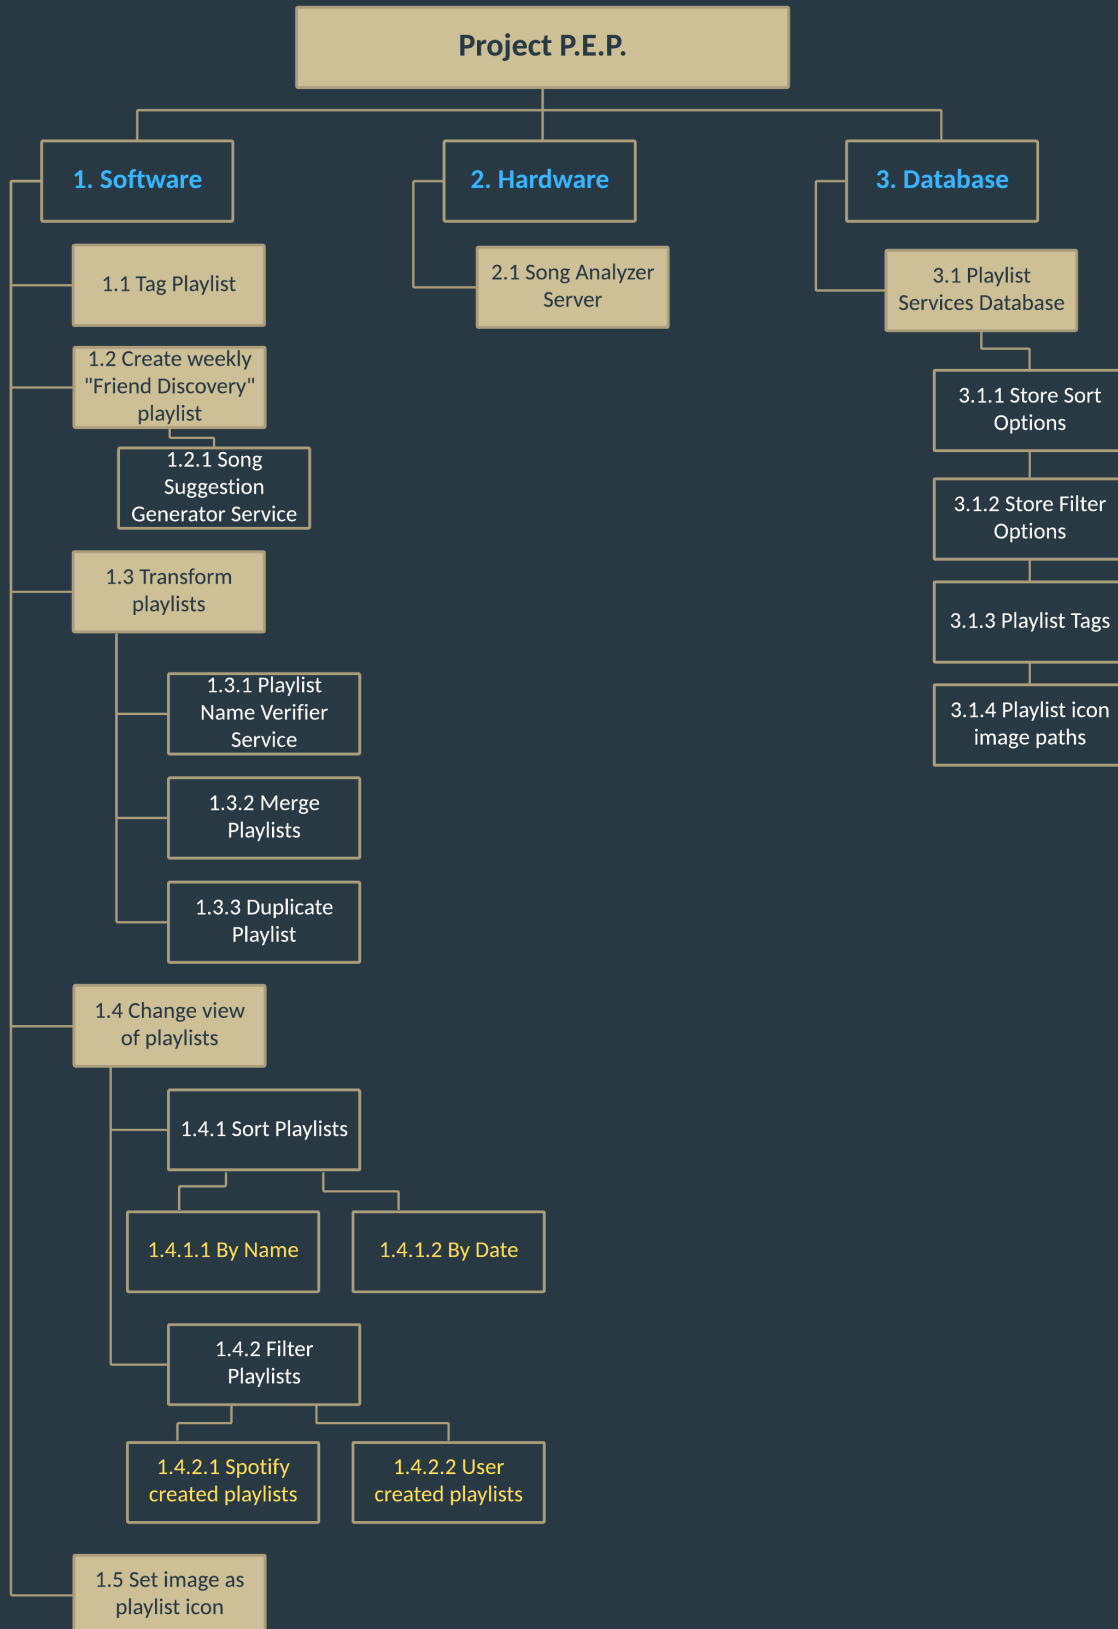 Project P.E.P.
1. Software
2. Hardware
3. Database
1.1 Tag Playlist
2.1 Song Analyzer
Server
3.1 Playlist
Services Database
1.2 Create weekly
"Friend Discovery"
playlist
1.2.1 Song
Suggestion
Generator Service
3.1.1 Store Sort
Options
3.1.2 Store Filter
Options
3.1.3 Playlist Tags
3.1.4 Playlist icon
image paths
1.3 Transform
playlists
1.3.1 Playlist
Name Verifier
Service
1.3.2 Merge
Playlists
1.3.3 Duplicate
Playlist
1.4 Change view
of playlists
1.4.1 Sort Playlists
1.4.1.1 By Name
1.4.1.2 By Date
1.4.2 Filter
Playlists
1.4.2.1 Spotify
created playlists
1.4.2.2 User
created playlists
1.5 Set image as
playlist icon